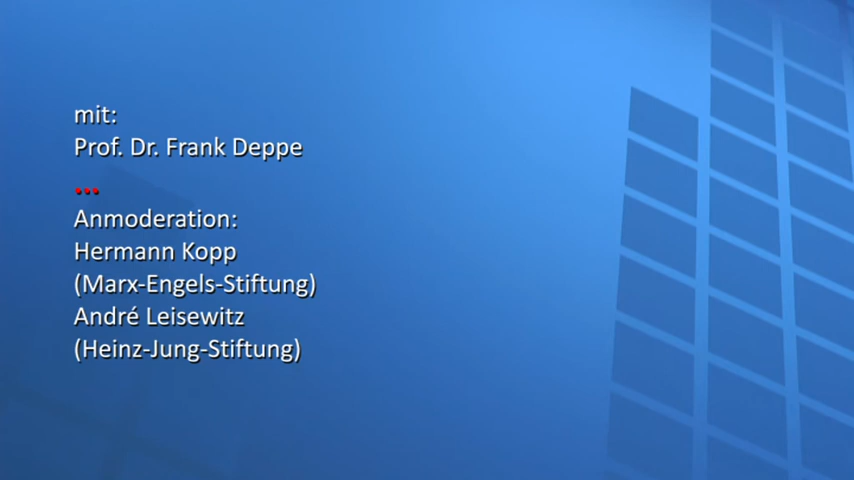 mit:
Prof. Dr. Frank Deppe
...
Anmoderation:
Hermann Kopp
(Marx-Engels-Stiftung)
André Leisewitz
(Heinz-Jung-Stiftung)